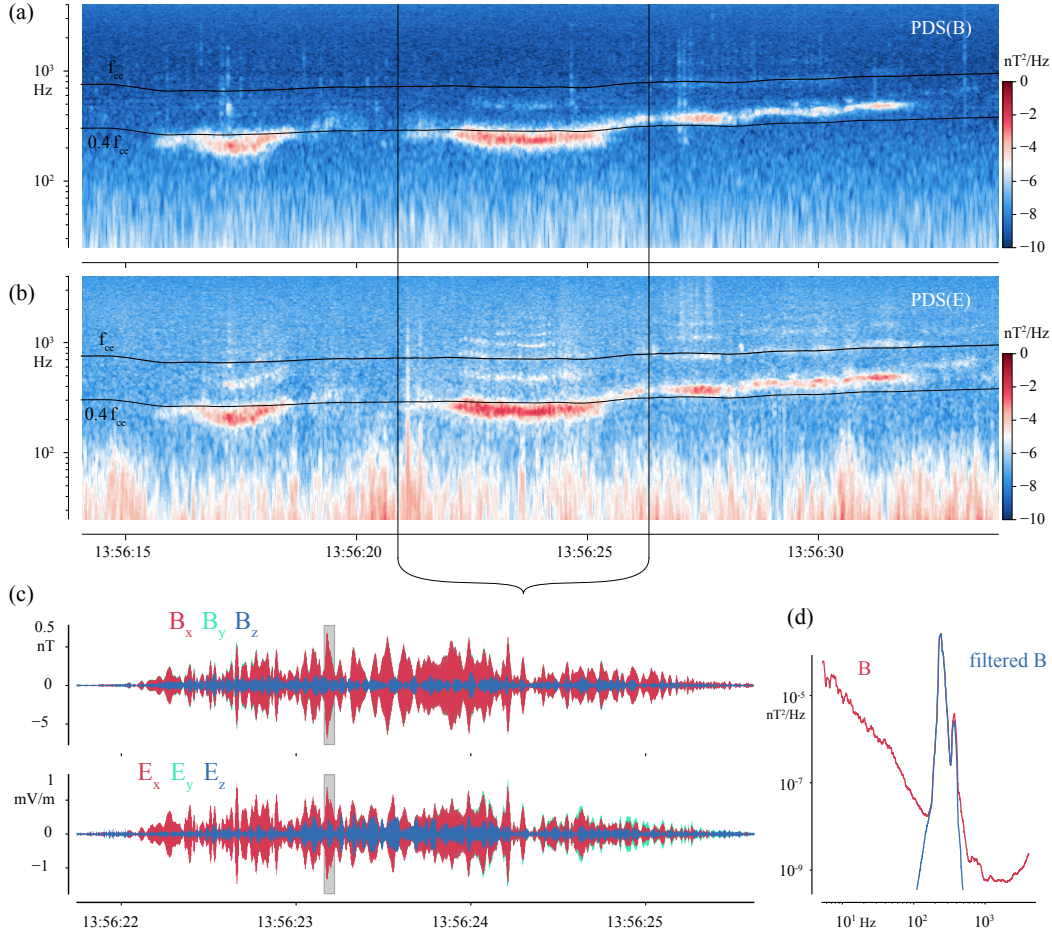 (a)
PDS(B)
10³
Hz
f_ce
0.4 f_ce
10²
nT²/Hz
0
−2
−4
−6
−8
−10
(b)
PDS(E)
10³
Hz
f_ce
0.4 f_ce
10²
nT²/Hz
0
−2
−4
−6
−8
−10
13:56:15 13:56:20 13:56:25 13:56:30
(c)
B_x B_y B_z
0.5
nT
0
−5
E_x E_y E_z
1
mV/m
0
−1
13:56:22 13:56:23 13:56:24 13:56:25
(d)
B
filtered B
10⁻⁵
nT²/Hz
10⁻⁷
10⁻⁹
10¹ Hz 10² 10³